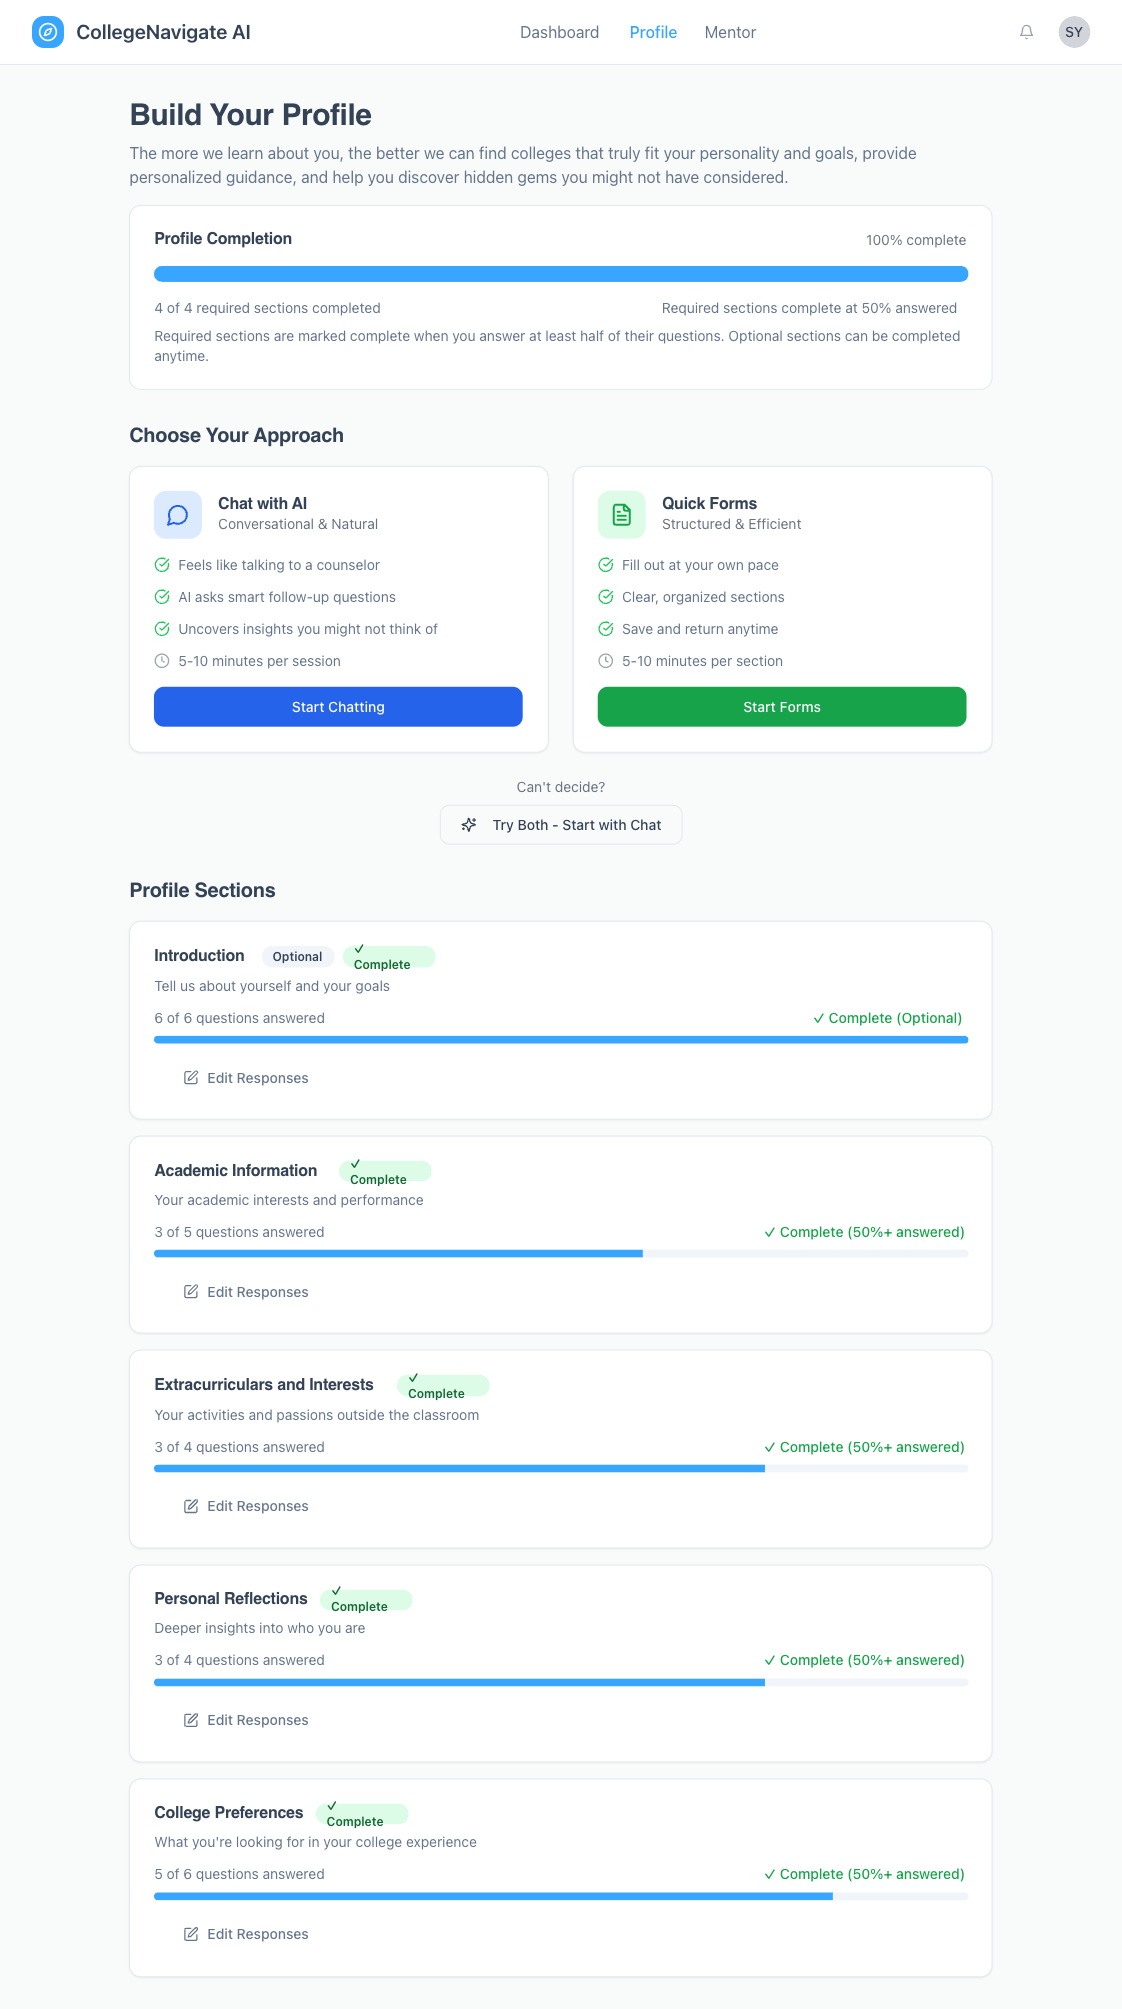 CollegeNavigate AI
Dashboard
Profile
Mentor
SY
Build Your Profile
The more we learn about you, the better we can find colleges that truly fit your personality and goals, provide
personalized guidance, and help you discover hidden gems you might not have considered.
Profile Completion
100% complete
4 of 4 required sections completed
Required sections complete at 50% answered
Required sections are marked complete when you answer at least half of their questions. Optional sections can be completed
anytime.
Choose Your Approach
Chat with AI
Conversational & Natural
Feels like talking to a counselor
AI asks smart follow-up questions
Uncovers insights you might not think of
5-10 minutes per session
Start Chatting
Quick Forms
Structured & Efficient
Fill out at your own pace
Clear, organized sections
Save and return anytime
5-10 minutes per section
Start Forms
Can't decide?
Try Both - Start with Chat
Profile Sections
Introduction
Optional
✓
Complete
Tell us about yourself and your goals
6 of 6 questions answered
✓ Complete (Optional)
Edit Responses
Academic Information
✓
Complete
Your academic interests and performance
3 of 5 questions answered
✓ Complete (50%+ answered)
Edit Responses
Extracurriculars and Interests
✓
Complete
Your activities and passions outside the classroom
3 of 4 questions answered
✓ Complete (50%+ answered)
Edit Responses
Personal Reflections
✓
Complete
Deeper insights into who you are
3 of 4 questions answered
✓ Complete (50%+ answered)
Edit Responses
College Preferences
✓
Complete
What you're looking for in your college experience
5 of 6 questions answered
✓ Complete (50%+ answered)
Edit Responses